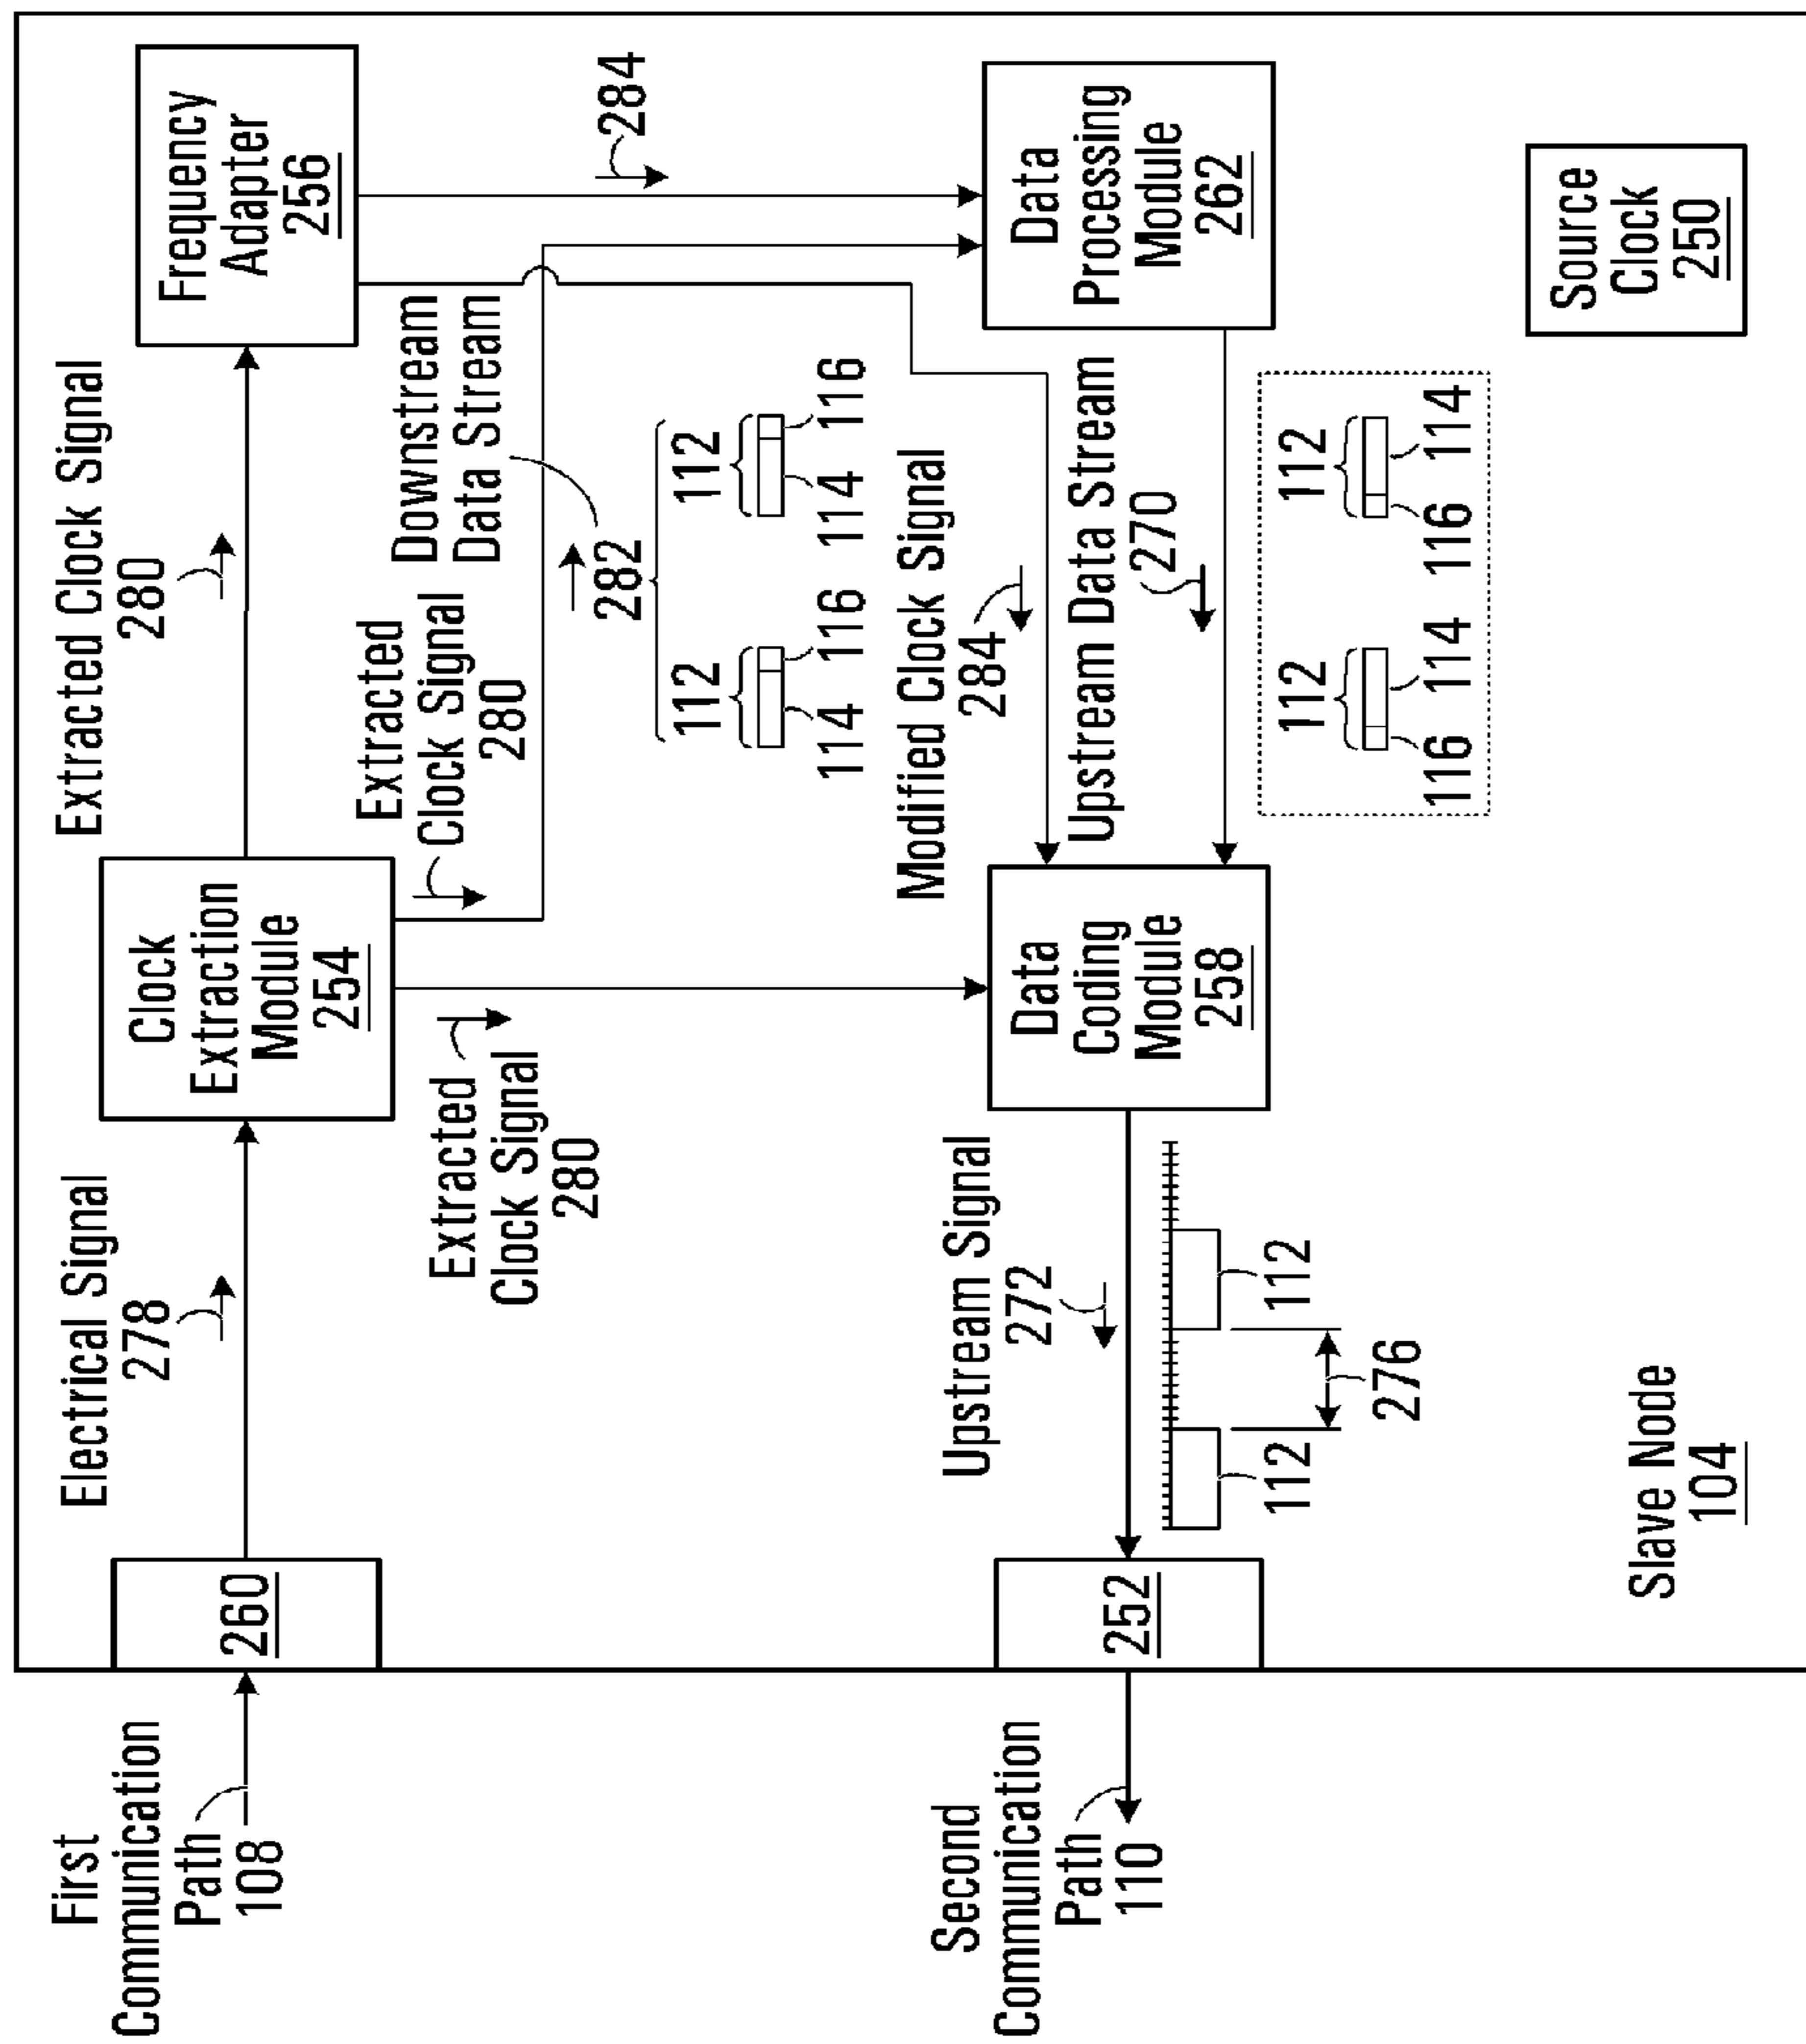 First
Communication
Path
108
260
Electrical Signal
278
Clock
Extraction
Module
254
Extracted Clock Signal
280
Frequency
Adapter
256
Extracted
Clock Signal
280
Extracted
Clock Signal
280
Downstream
Data Stream
282
112
112
114
116
114
116
284
Modified Clock Signal
284
Second
Communication
Path
110
252
Upstream Signal
272
112
112
276
Data
Coding
Module
258
Upstream Data Stream
270
112
112
116
114
116
114
Data
Processing
Module
262
Source
Clock
250
Slave Node
104